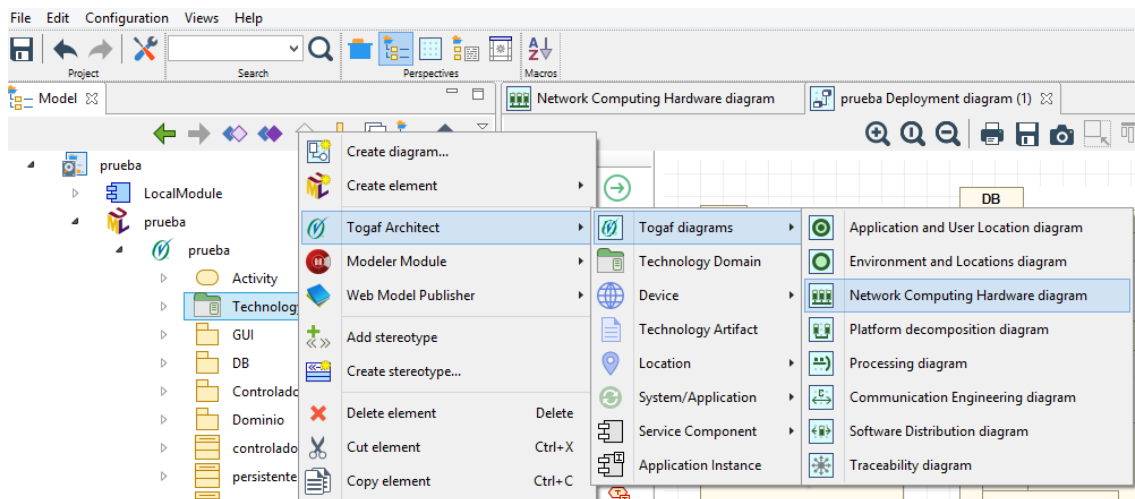 File Edit Configuration Views Help
Project Search Perspectives Macros
Model
Network Computing Hardware diagram
prueba Deployment diagram (1)
prueba
LocalModule
prueba
prueba
Activity
Technolog
GUI
DB
Controlado
Dominio
controlado
persistente
Create diagram...
Create element
Togaf Architect
Modeler Module
Web Model Publisher
Add stereotype
Create stereotype...
Delete element Delete
Cut element Ctrl+X
Copy element Ctrl+C
Togaf diagrams
Technology Domain
Device
Technology Artifact
Location
System/Application
Service Component
Application Instance
DB
Application and User Location diagram
Environment and Locations diagram
Network Computing Hardware diagram
Platform decomposition diagram
Processing diagram
Communication Engineering diagram
Software Distribution diagram
Traceability diagram